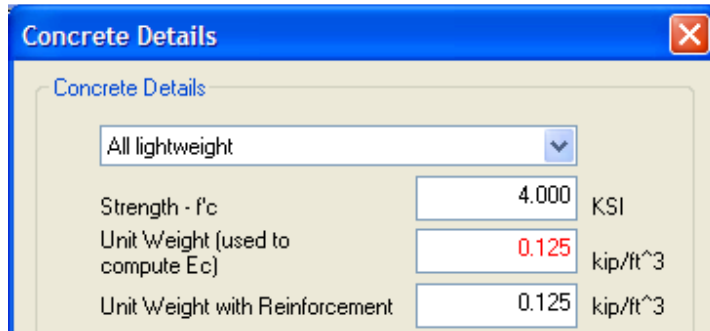 Concrete Details
Concrete Details
All lightweight
Strength - f'c 4.000 KSI
Unit Weight (used to
compute Ec) 0.125 kip/ft^3
Unit Weight with Reinforcement 0.125 kip/ft^3